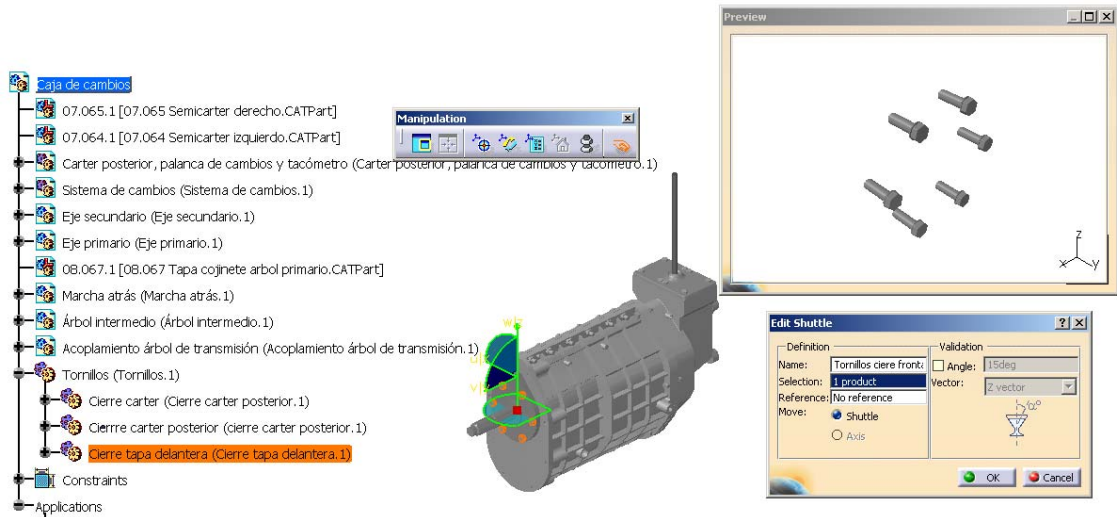 Preview
Caja de cambios
07.065.1 [07.065 Semicarter derecho.CATPart]
Manipulation
07.064.1 [07.064 Semicarter izquierdo.CATPart]
Carter posterior, palanca de cambios y tacómetro (Carter posterior, palanca de cambios y tacómetro.1)
Sistema de cambios (Sistema de cambios.1)
Eje secundario (Eje secundario.1)
Eje primario (Eje primario.1)
08.067.1 [08.067 Tapa cojinete arbol primario.CATPart]
Marcha atrás (Marcha atrás.1)
Árbol intermedio (Árbol intermedio.1)
Acoplamiento árbol de transmisión (Acoplamiento árbol de transmisión.1)
Tornillos (Tornillos.1)
Cierre carter (Cierre carter posterior.1)
Cierrre carter posterior (cierre carter posterior.1)
Cierre tapa delantera (Cierre tapa delantera.1)
Constraints
Applications
w z
u
v
z
x
y
Edit Shuttle
Definition
Name: Tornillos ciere fronta
Selection: 1 product
Reference: No reference
Move: Shuttle
Axis
Validation
Angle: 15deg
Vector: Z vector
α°
OK
Cancel